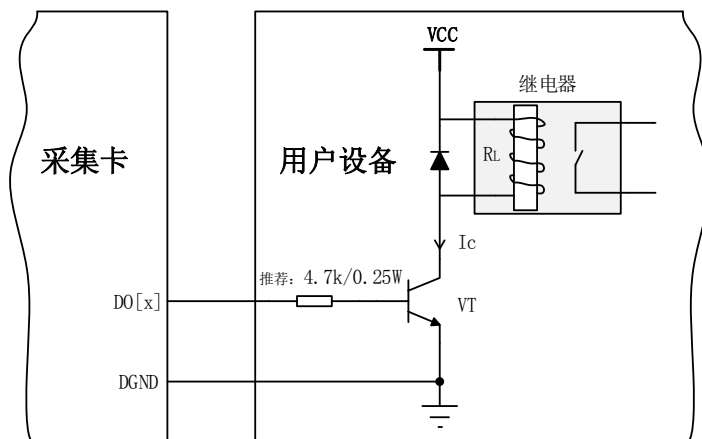 VCC
继电器
采集卡
用户设备
RL
Ic
推荐: 4.7k/0.25W
DO[x]
VT
DGND